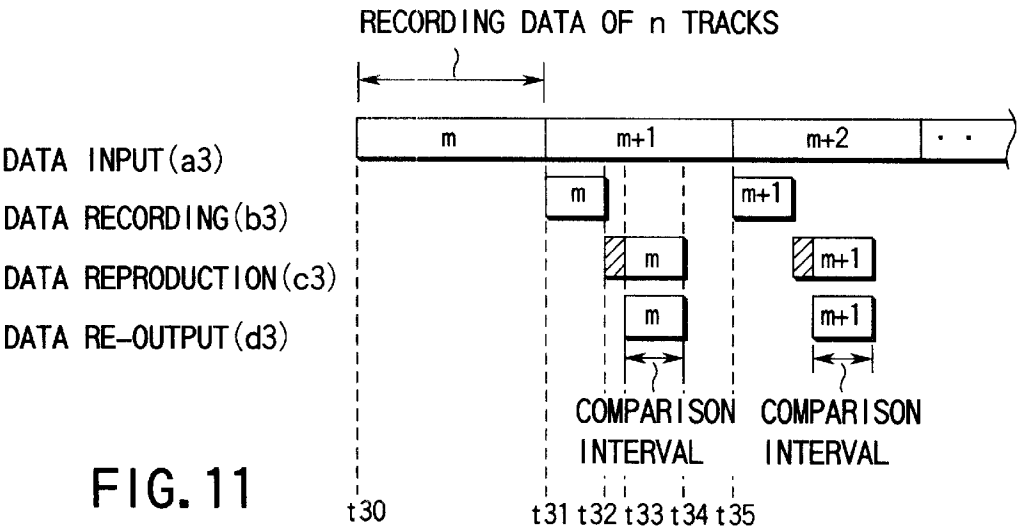 RECORDING DATA OF n TRACKS
DATA INPUT(a3) m m+1 m+2 · ·
DATA RECORDING(b3) m m+1
DATA REPRODUCTION(c3) m m+1
DATA RE-OUTPUT(d3) m m+1
COMPARISON INTERVAL
COMPARISON INTERVAL
FIG. 11
t30 t31 t32 t33 t34 t35